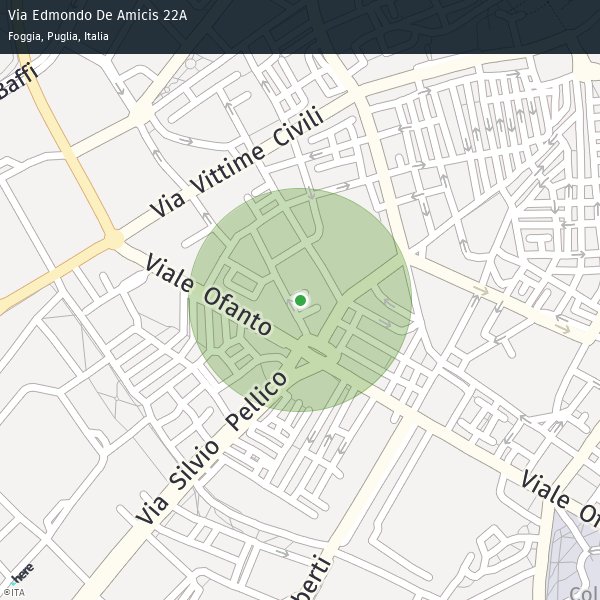 Via Edmondo De Amicis 22A
Foggia, Puglia, Italia
Baffi
Via Vittime Civili
Viale Ofanto
Via Silvio Pellico
Viale Of
berti
Col
here
©ITA